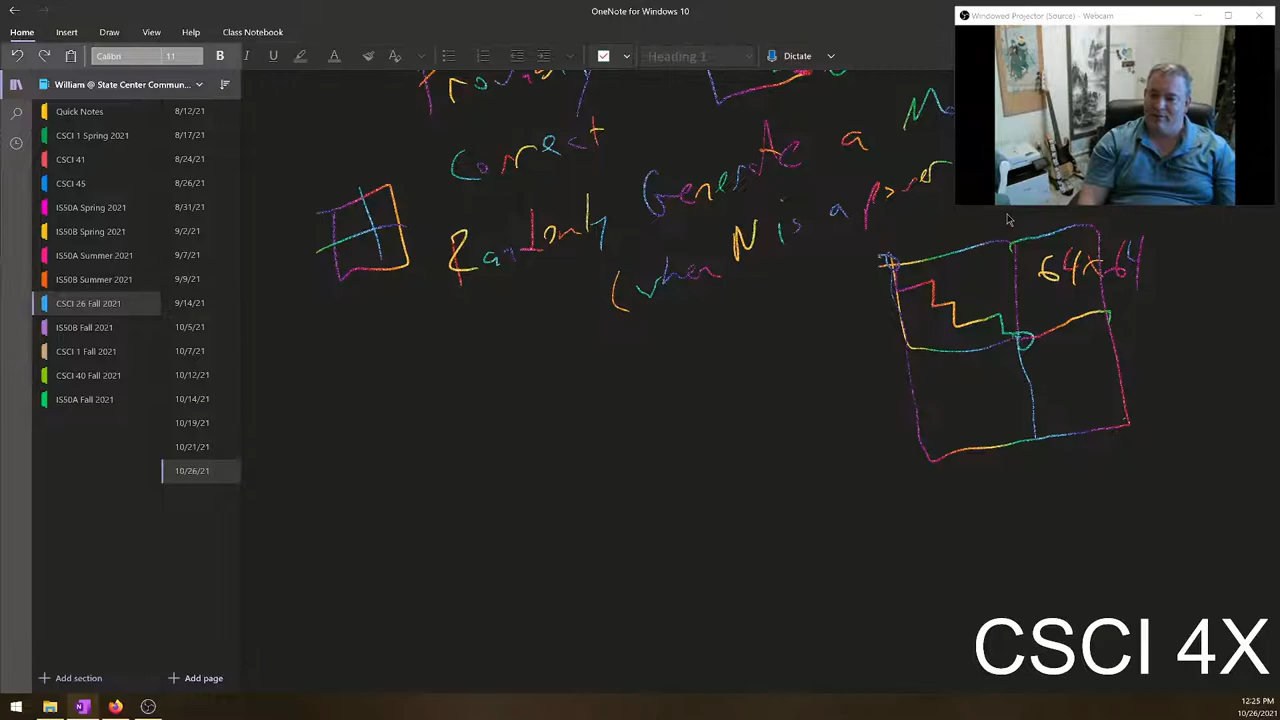 OneNote for Windows 10
Windowed Projector (Source) - Webcam
Home Insert Draw View Help Class Notebook
Calibri 11 B I U A Heading 1 Dictate
William @ State Center Commun...
Quick Notes 8/12/21
CSCI 1 Spring 2021 8/17/21
CSCI 41 8/24/21
CSCI 45 8/26/21
IS50A Spring 2021 8/31/21
IS50B Spring 2021 9/2/21
IS50A Summer 2021 9/7/21
IS50B Summer 2021 9/9/21
CSCI 26 Fall 2021 9/14/21
IS50B Fall 2021 10/5/21
CSCI 1 Fall 2021 10/7/21
CSCI 40 Fall 2021 10/12/21
IS50A Fall 2021 10/14/21
10/19/21
10/21/21
10/26/21
Correct
Randomly Generate a
(when N is a
64x64
CSCI 4X
Add section Add page
12:25 PM
10/26/2021